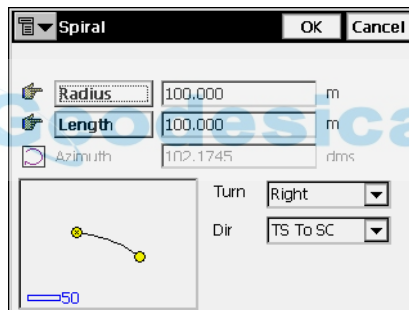 Spiral OK Cancel
Radius 100.000 m
Length 100.000 m
Azimuth 102.1745 dms
Turn Right
Dir TS To SC
50
Geodesical